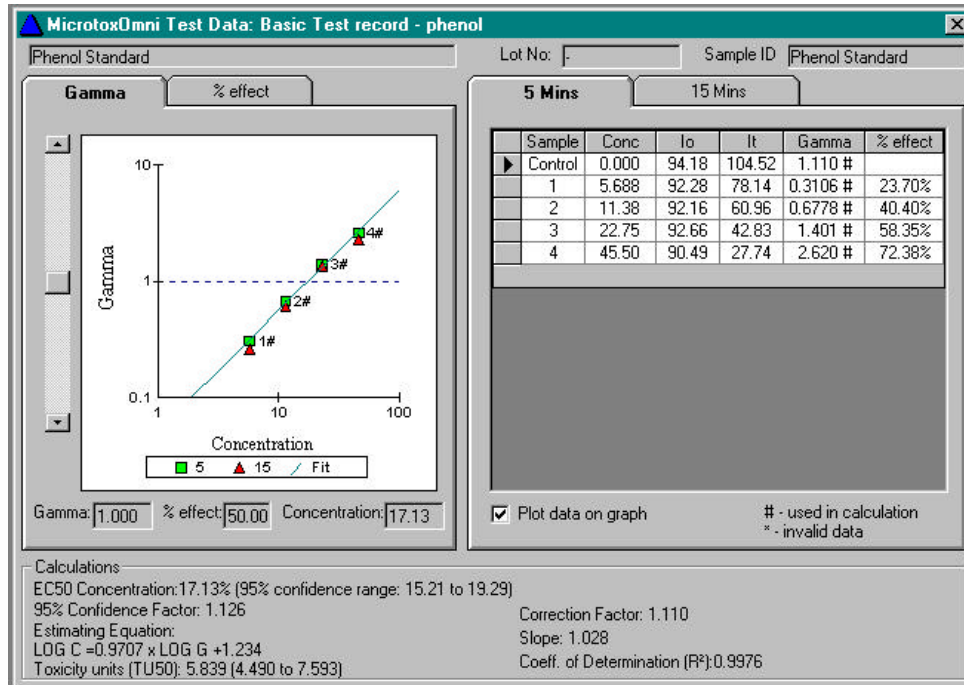 MicrotoxOmni Test Data: Basic Test record - phenol
Phenol Standard Lot No: - Sample ID Phenol Standard
Gamma % effect
10
1
0.1
1 10 100
Gamma
1#
2#
3#
4#
Concentration
5 15 Fit
Gamma: 1.000 % effect: 50.00 Concentration: 17.13
5 Mins 15 Mins
Sample Conc Io It Gamma % effect
Control 0.000 94.18 104.52 1.110 #
1 5.688 92.28 78.14 0.3106 # 23.70%
2 11.38 92.16 60.96 0.6778 # 40.40%
3 22.75 92.66 42.83 1.401 # 58.35%
4 45.50 90.49 27.74 2.620 # 72.38%
Plot data on graph
# - used in calculation
* - invalid data
Calculations
EC50 Concentration:17.13% (95% confidence range: 15.21 to 19.29)
95% Confidence Factor: 1.126
Estimating Equation:
LOG C =0.9707 x LOG G +1.234
Toxicity units (TU50): 5.839 (4.490 to 7.593)
Correction Factor: 1.110
Slope: 1.028
Coeff. of Determination (R²):0.9976